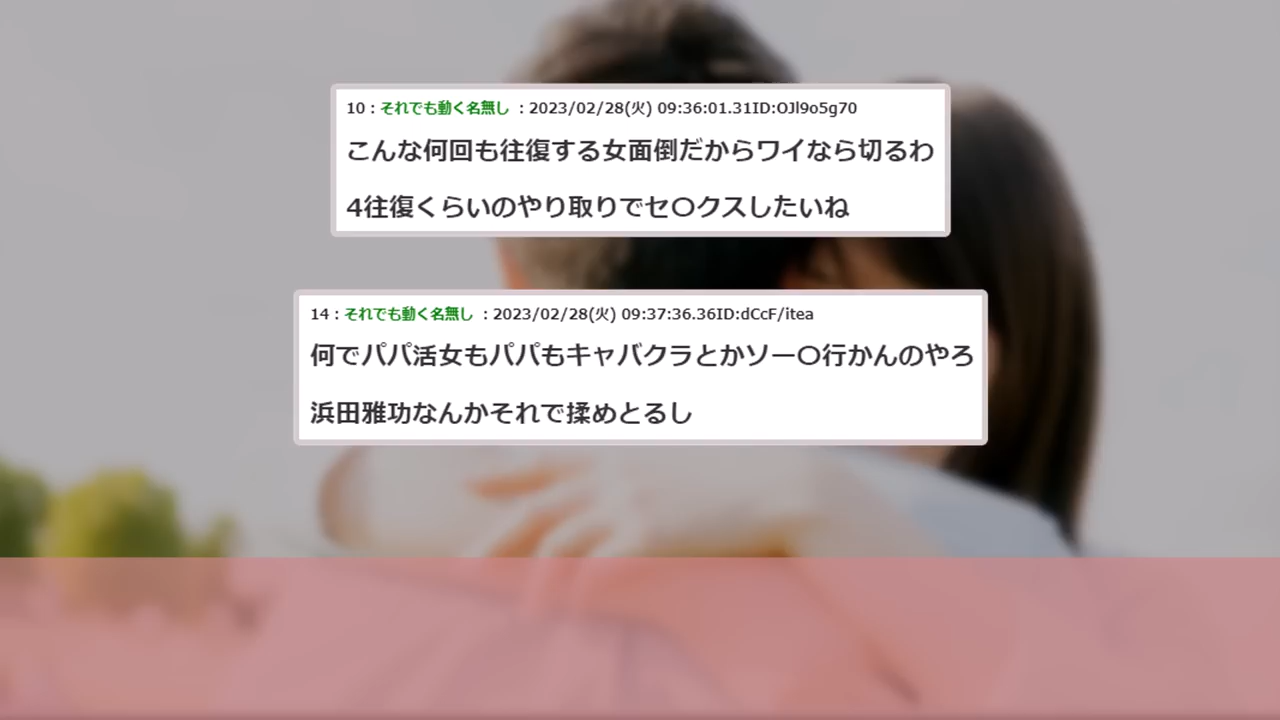 10 : それでも動く名無し : 2023/02/28(火) 09:36:01.31ID:OJl9o5g70
こんな何回も往復する女面倒だからワイなら切るわ
4往復くらいのやり取りでセ〇クスしたいね
14 : それでも動く名無し : 2023/02/28(火) 09:37:36.36ID:dCcF/itea
何でパパ活女もパパもキャバクラとかソー〇行かんのやろ
浜田雅功なんかそれで揉めとるし